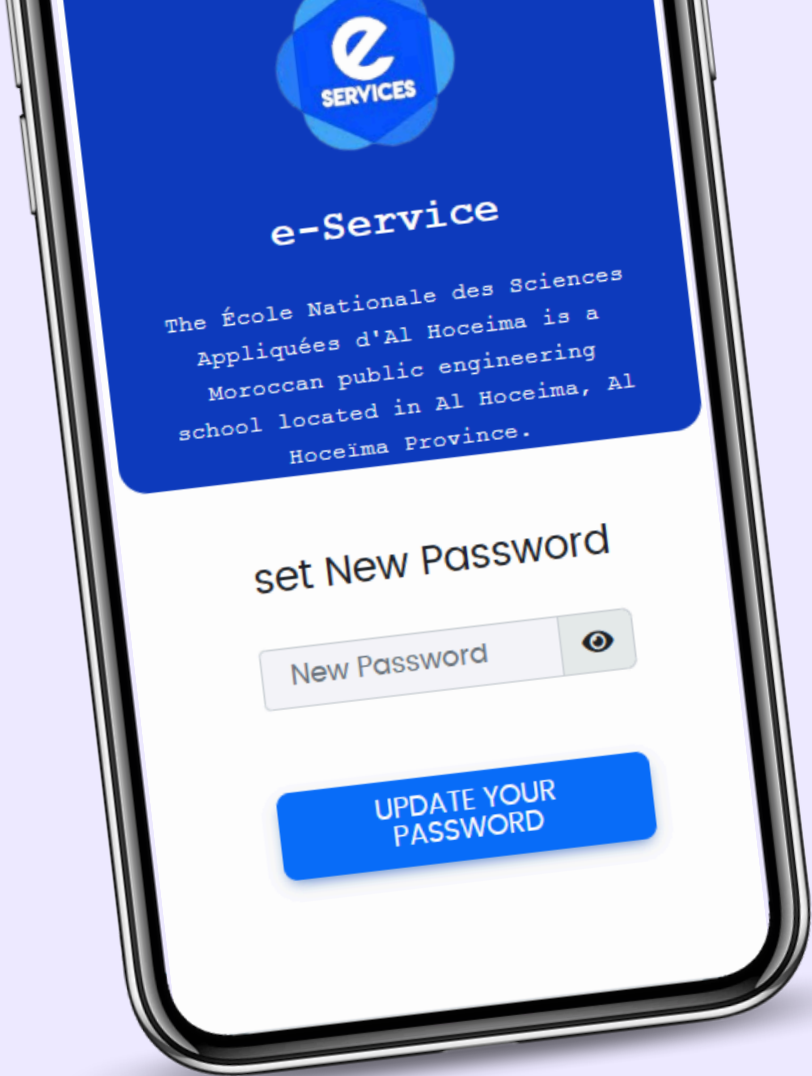 e
SERVICES
e-Service
The École Nationale des Sciences
Appliquées d'Al Hoceima is a
Moroccan public engineering
school located in Al Hoceima, Al
Hoceïma Province.
set New Password
New Password
UPDATE YOUR
PASSWORD